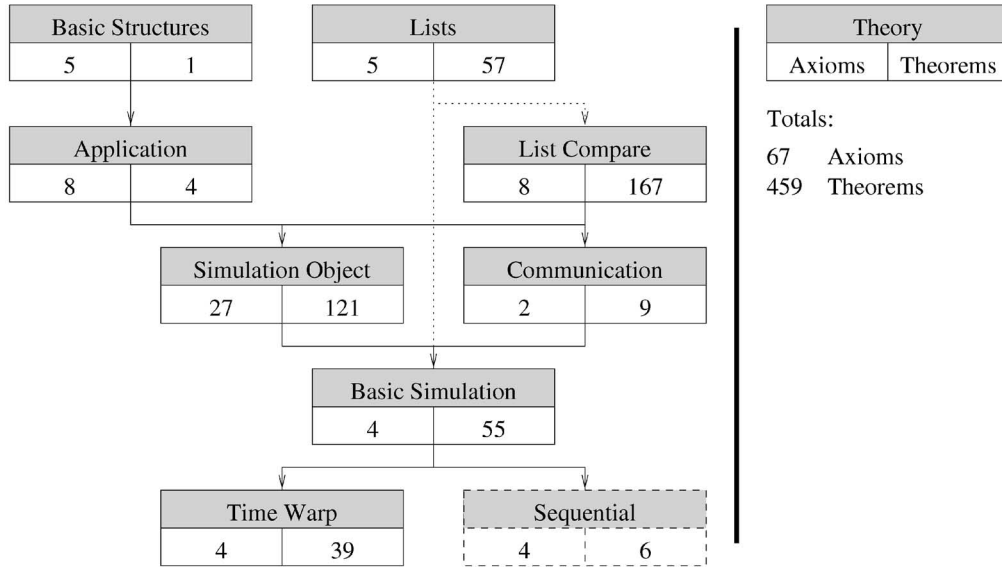 Basic Structures
5 1
Lists
5 57
Theory
Axioms Theorems
Totals:
67 Axioms
459 Theorems
Application
8 4
List Compare
8 167
Simulation Object
27 121
Communication
2 9
Basic Simulation
4 55
Time Warp
4 39
Sequential
4 6